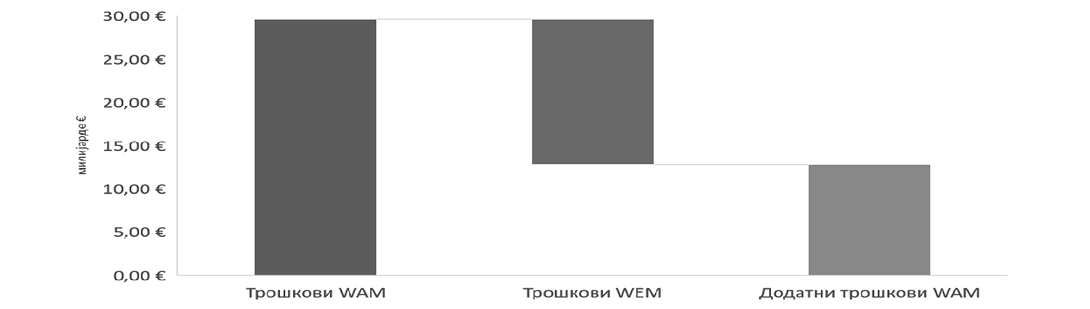 30,00 €
25,00 €
20,00 €
15,00 €
10,00 €
5,00 €
0,00 €
милијарде €
Трошкови WAM
Трошкови WEM
Додатни трошкови WAM